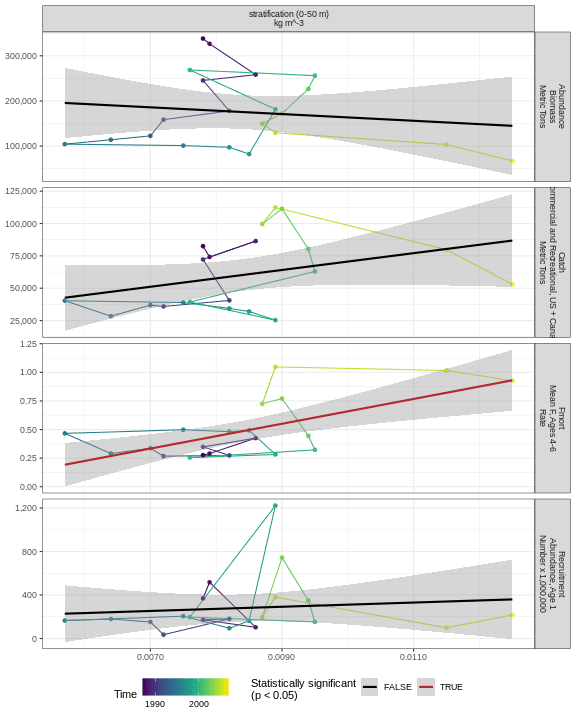 stratification (0-50 m)
kg m^-3
300,000
200,000
100,000
Abundance
Biomass
Metric Tons
125,000
100,000
75,000
50,000
25,000
Catch
ommercial and Recreational, US + Cana
Metric Tons
1.25
1.00
0.75
0.50
0.25
0.00
Fmort
Mean F, Ages 4-6
Rate
1,200
800
400
0
Recruitment
Abundance, Age 1
Number x 1,000,000
0.0070 0.0090 0.0110
Time
1990 2000
Statistically significant
(p < 0.05)
FALSE TRUE